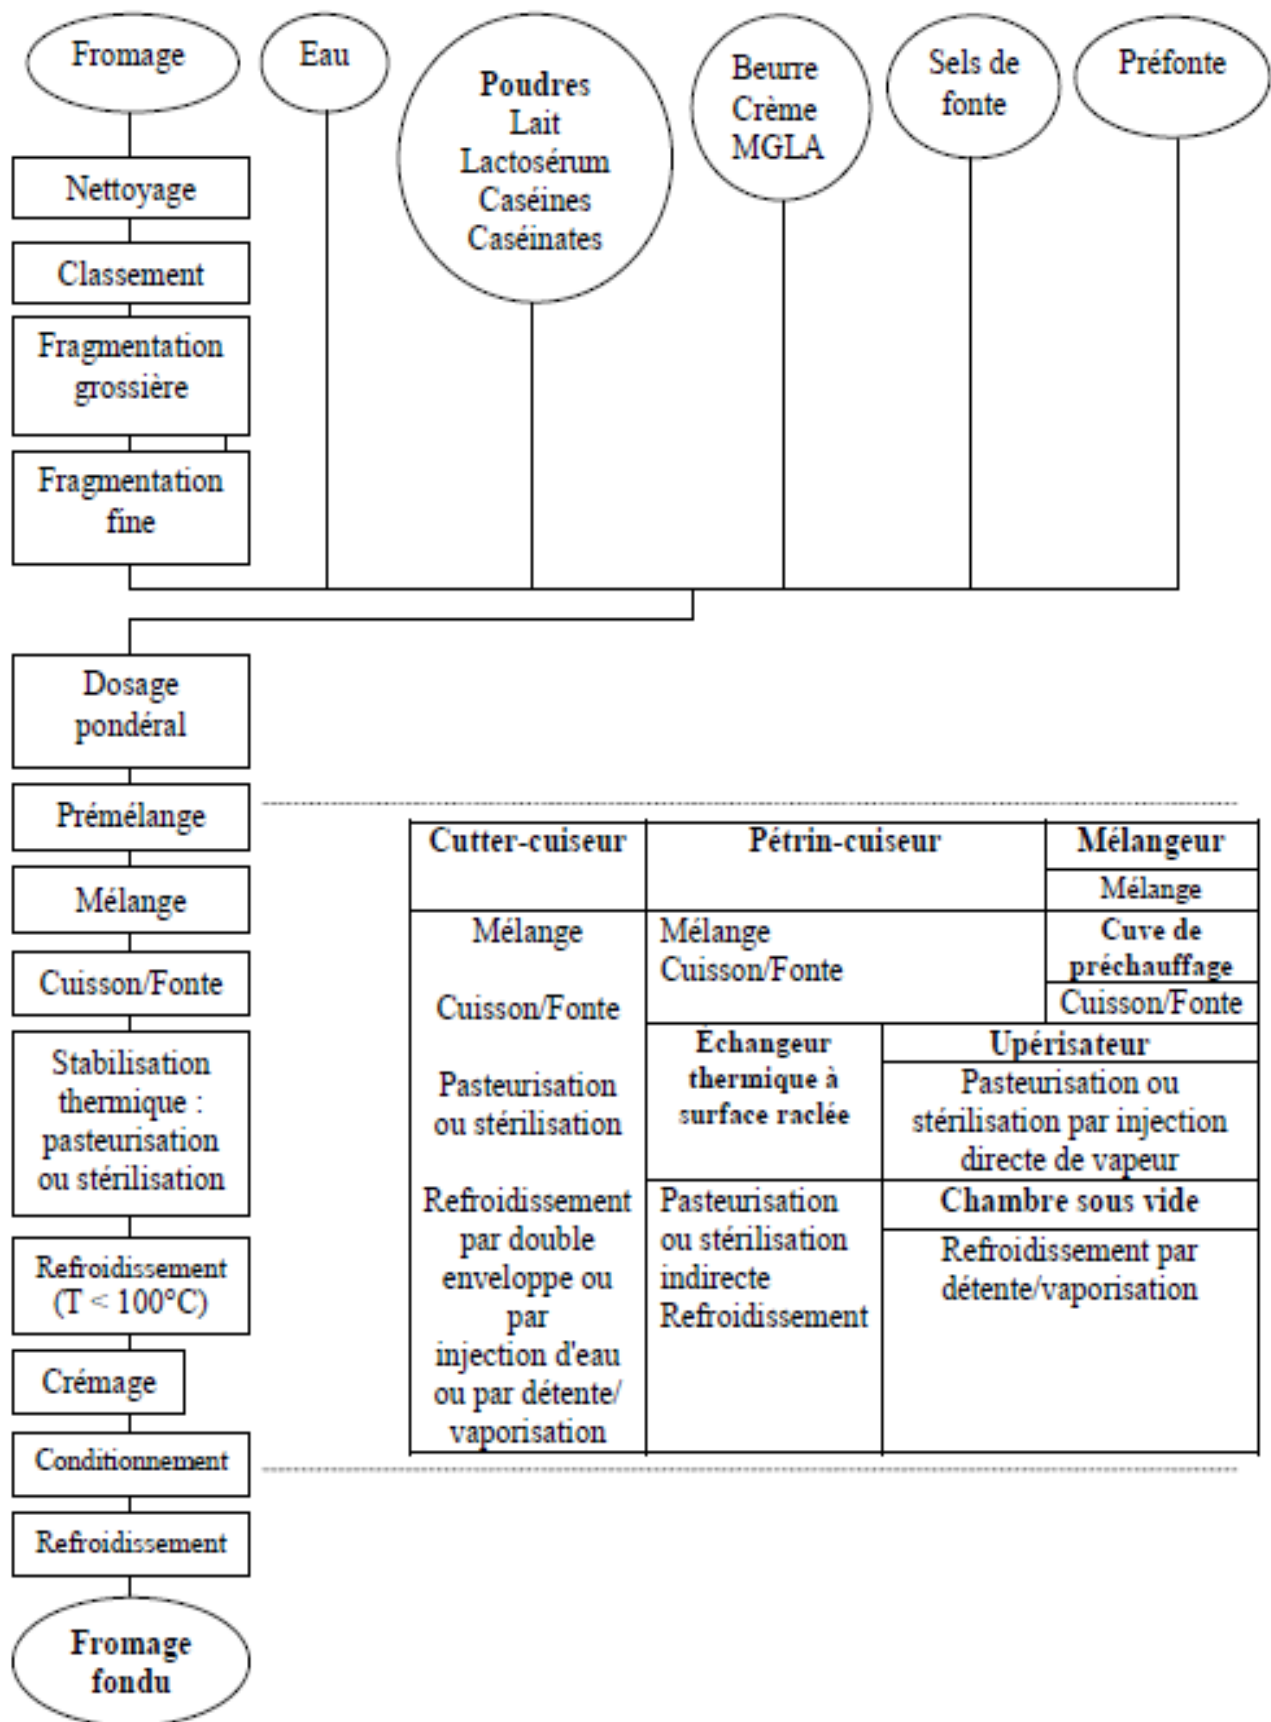 Fromage
Eau
Poudres
Lait
Lactosérum
Caséines
Caséinates
Beurre
Crème
MGLA
Sels de
fonte
Préfonte
Nettoyage
Classement
Fragmentation
grossière
Fragmentation
fine
Dosage
pondéral
Prémélange
Mélange
Cuisson/Fonte
Stabilisation
thermique :
pasteurisation
ou stérilisation
Refroidissement
(T < 100°C)
Crémage
Conditionnement
Refroidissement
Fromage
fondu
Cutter-cuiseur
Mélange
Cuisson/Fonte
Pasteurisation
ou stérilisation
Refroidissement
par double
enveloppe ou
par
injection d'eau
ou par détente/
vaporisation
Pétrin-cuiseur
Mélange
Cuisson/Fonte
Mélangeur
Mélange
Cuve de
préchauffage
Cuisson/Fonte
Échangeur
thermique à
surface raclée
Pasteurisation
ou stérilisation
indirecte
Refroidissement
Upérisateur
Pasteurisation ou
stérilisation par injection
directe de vapeur
Chambre sous vide
Refroidissement par
détente/vaporisation